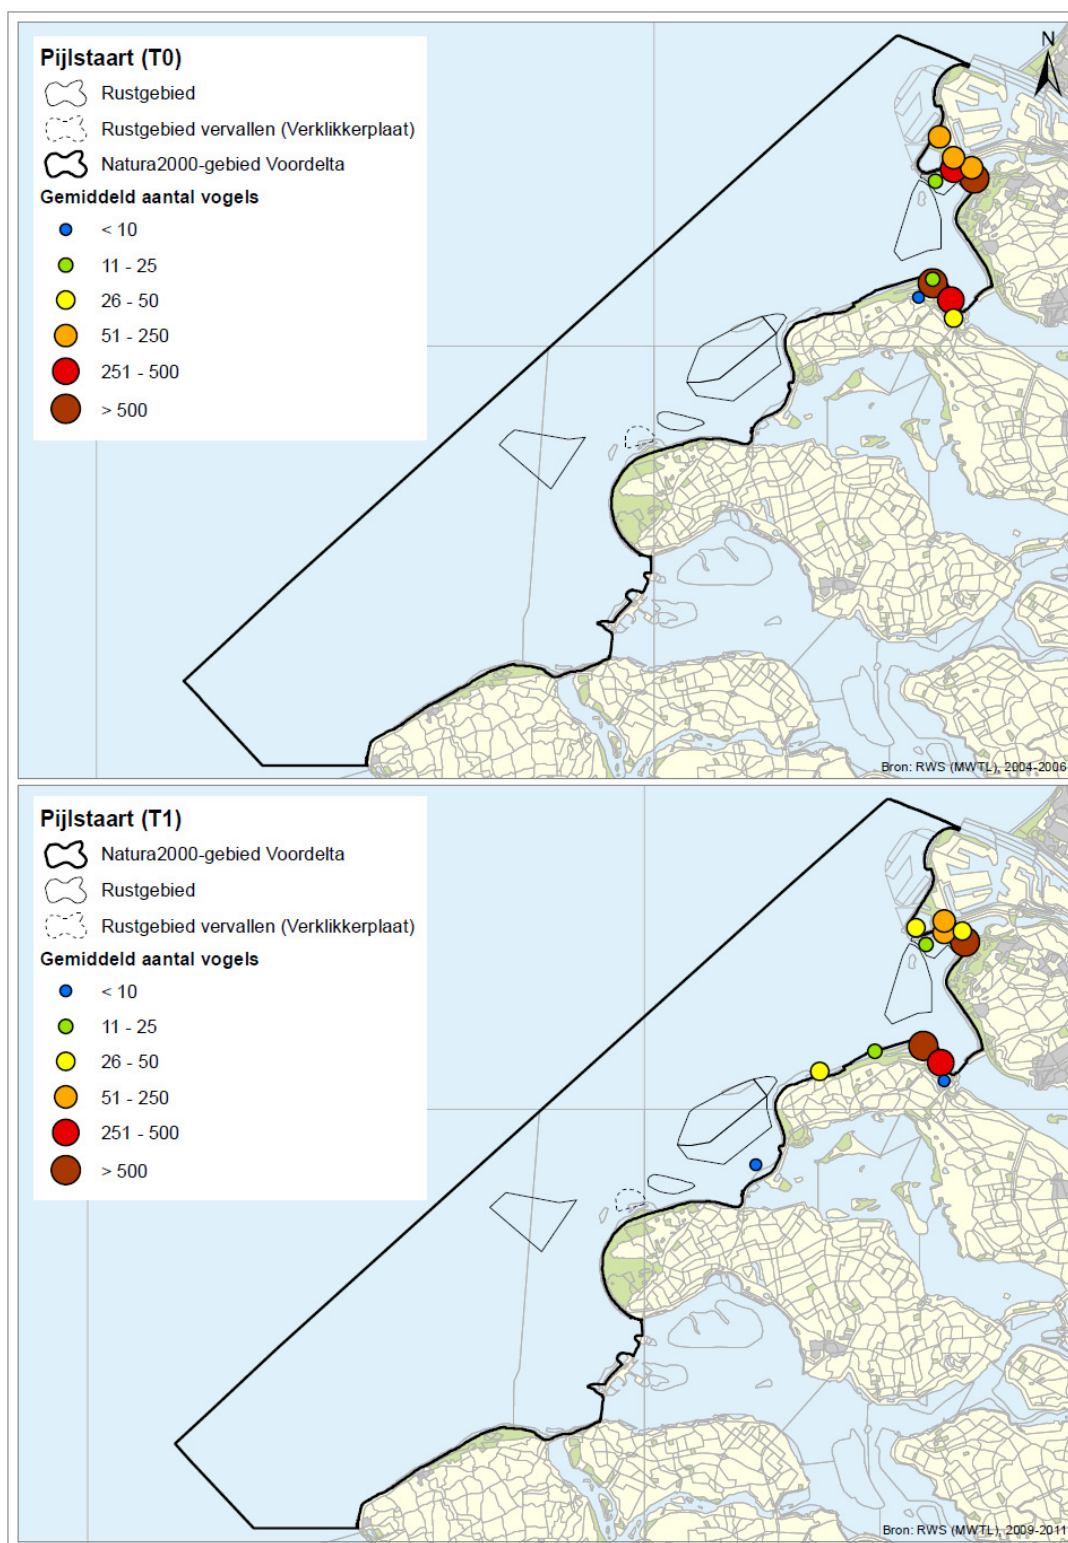 Pijlstaart (T0)
Rustgebied
Rustgebied vervallen (Verklikkerplaat)
Natura2000-gebied Voordelta
Gemiddeld aantal vogels
< 10
11 - 25
26 - 50
51 - 250
251 - 500
> 500
N
Bron: RWS (MWTL), 2004-2006
Pijlstaart (T1)
Natura2000-gebied Voordelta
Rustgebied
Rustgebied vervallen (Verklikkerplaat)
Gemiddeld aantal vogels
< 10
11 - 25
26 - 50
51 - 250
251 - 500
> 500
Bron: RWS (MWTL), 2009-2011